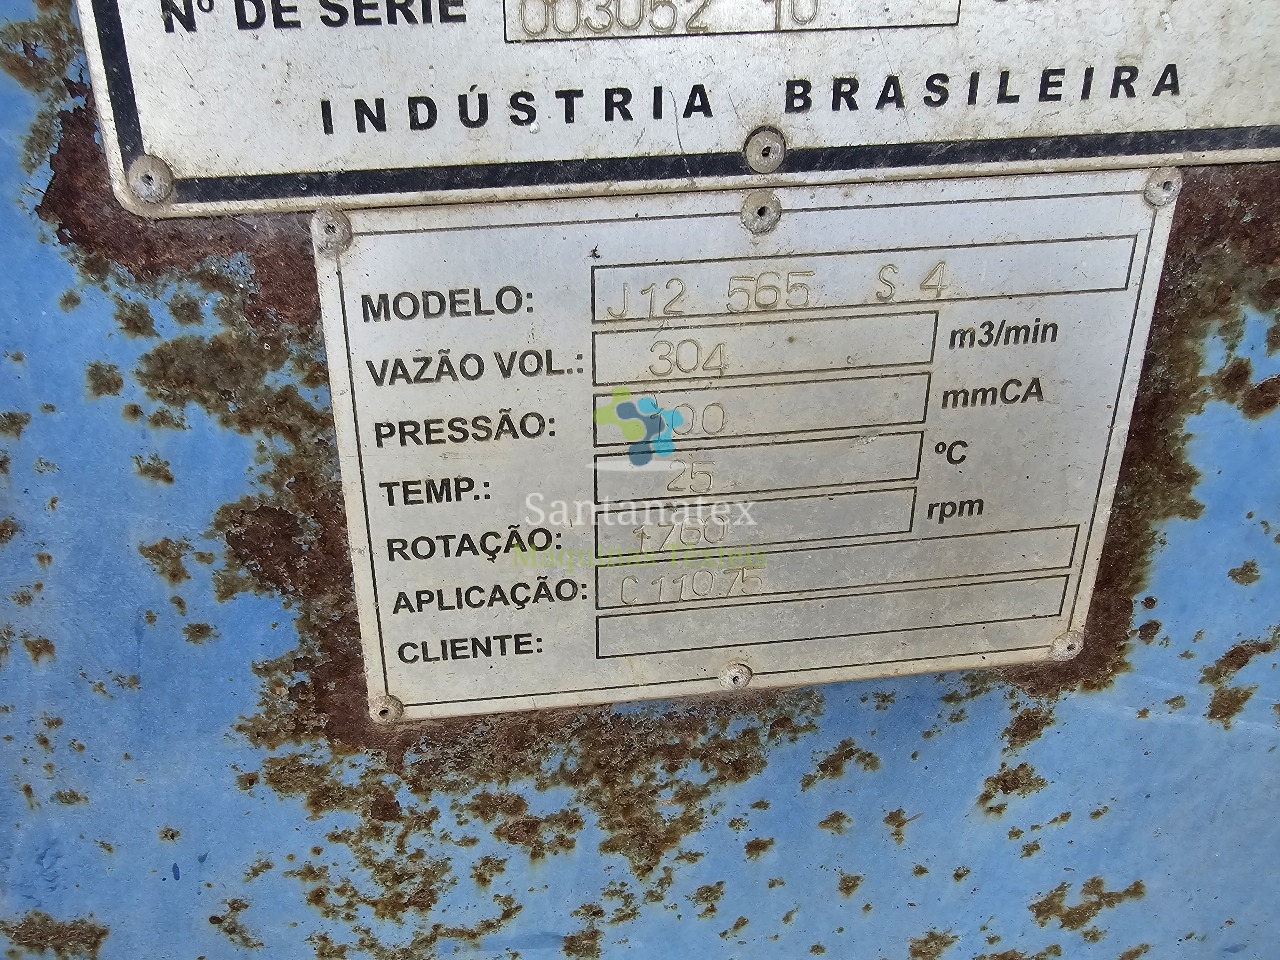 Nº DE SÉRIE 003052 10
INDÚSTRIA BRASILEIRA
MODELO: J12 565 S 4
VAZÃO VOL.: 304 m3/min
PRESSÃO: mmCA
TEMP.: 25 ºC
ROTAÇÃO: 1760 rpm
APLICAÇÃO: C110.75
CLIENTE:
Santanatex
Máquinas Têxteis